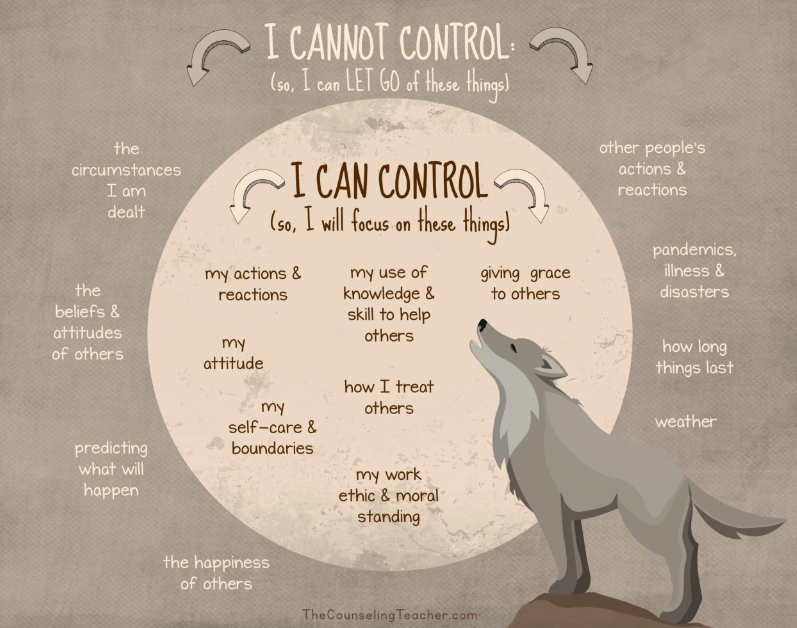 I CANNOT CONTROL:
(so, I can LET GO of these things)
I CAN CONTROL
(so, I will focus on these things)
my actions &
reactions
my
attitude
my
self-care &
boundaries
my use of
knowledge &
skill to help
others
how I treat
others
my work
ethic & moral
standing
giving grace
to others
the
circumstances
I am
dealt
the
beliefs &
attitudes
of others
predicting
what will
happen
the happiness
of others
other people's
actions &
reactions
pandemics,
illness &
disasters
how long
things last
weather
TheCounselingTeacher.com